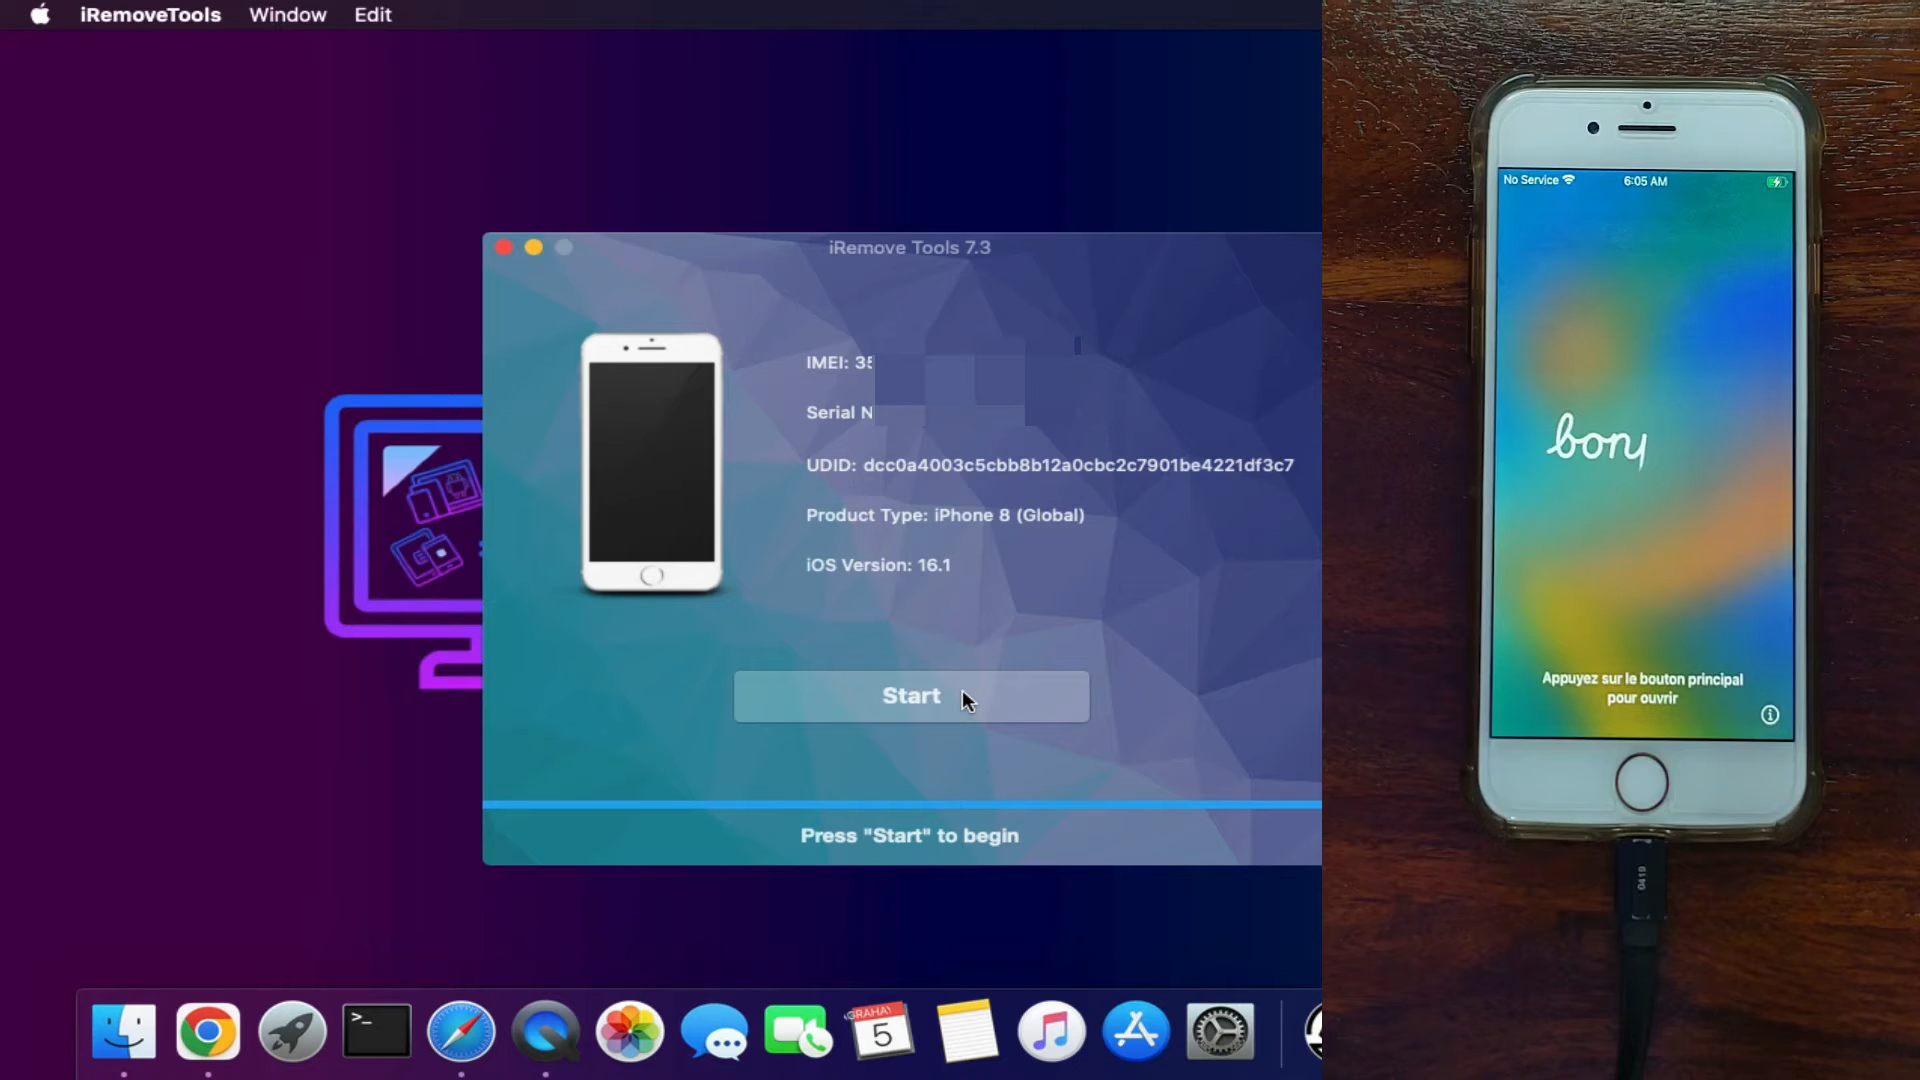 iRemoveTools Window Edit
iRemove Tools 7.3
IMEI: 35
Serial N
UDID: dcc0a4003c5cbb8b12a0cbc2c7901be4221df3c7
Product Type: iPhone 8 (Global)
iOS Version: 16.1
Start
Press "Start" to begin
>_
5
No Service 6:05 AM
bonj
Appuyez sur le bouton principal
pour ouvrir
0419